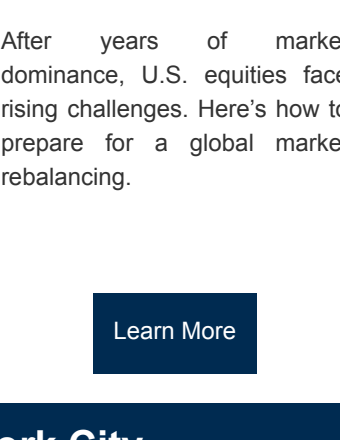 After years of marke
dominance, U.S. equities face
rising challenges. Here’s how to
prepare for a global marke
rebalancing.
Learn More
ark City